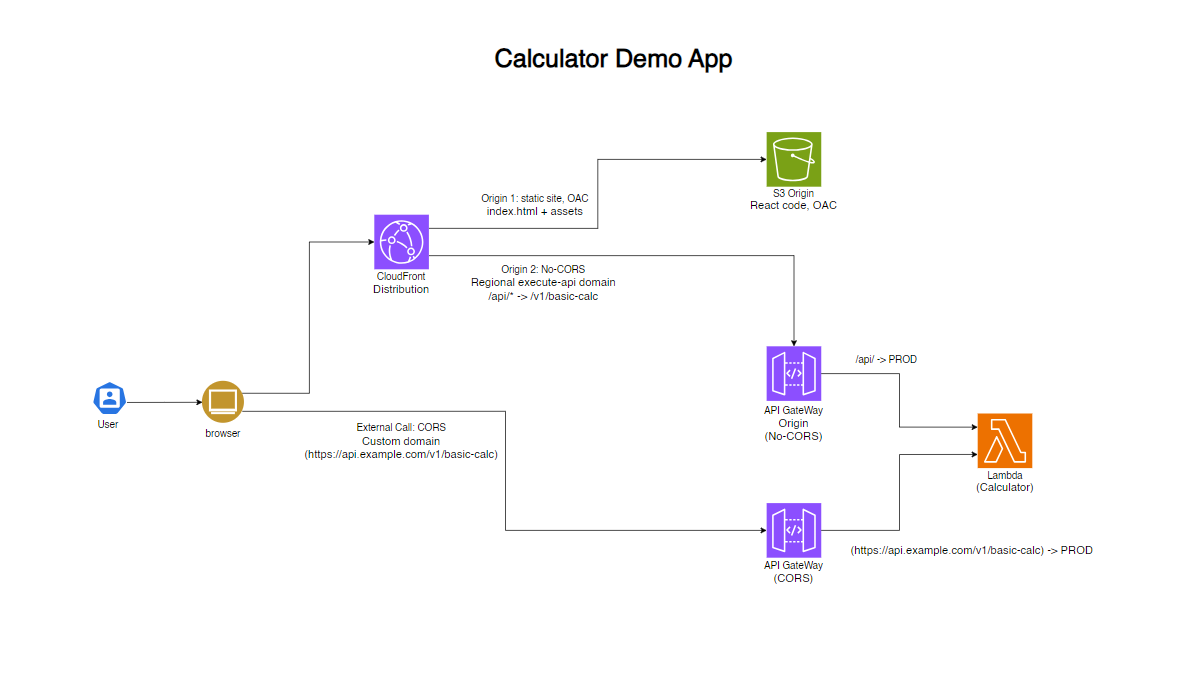 Calculator Demo App
Origin 1: static site, OAC
index.html + assets
S3 Origin
React code, OAC
CloudFront
Distribution
Origin 2: No-CORS
Regional execute-api domain
/api/* -> /v1/basic-calc
/api/ -> PROD
API GateWay
Origin
(No-CORS)
User
browser
External Call: CORS
Custom domain
(https://api.example.com/v1/basic-calc)
Lambda
(Calculator)
API GateWay
(CORS)
(https://api.example.com/v1/basic-calc) -> PROD